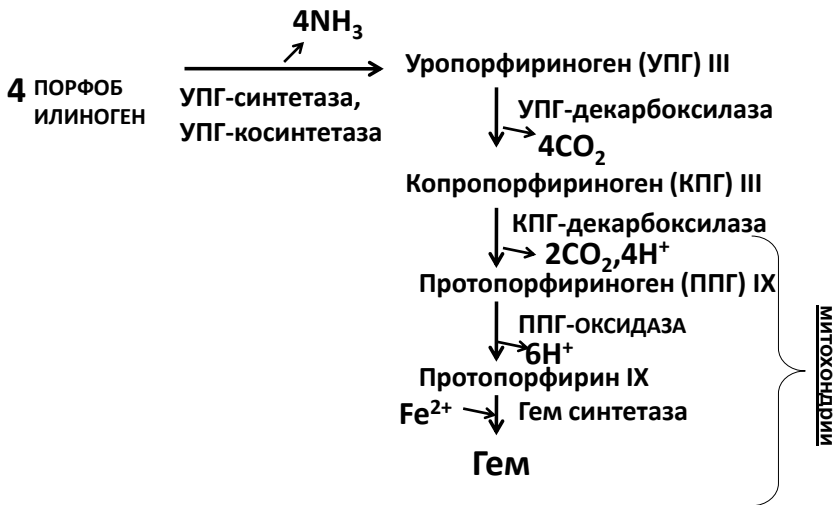 4NH₃
4 ПОРФОБ
ИЛИНОГЕН
УПГ-синтетаза,
УПГ-косинтетаза
Уропорфириноген (УПГ) III
УПГ-декарбоксилаза
4CO₂
Копропорфириноген (КПГ) III
КПГ-декарбоксилаза
2CO₂,4H⁺
Протопорфириноген (ППГ) IX
ППГ-ОКСИДАЗА
6H⁺
Протопорфирин IX
Fe²⁺
Гем синтетаза
Гем
МИТОХОНДРИИ